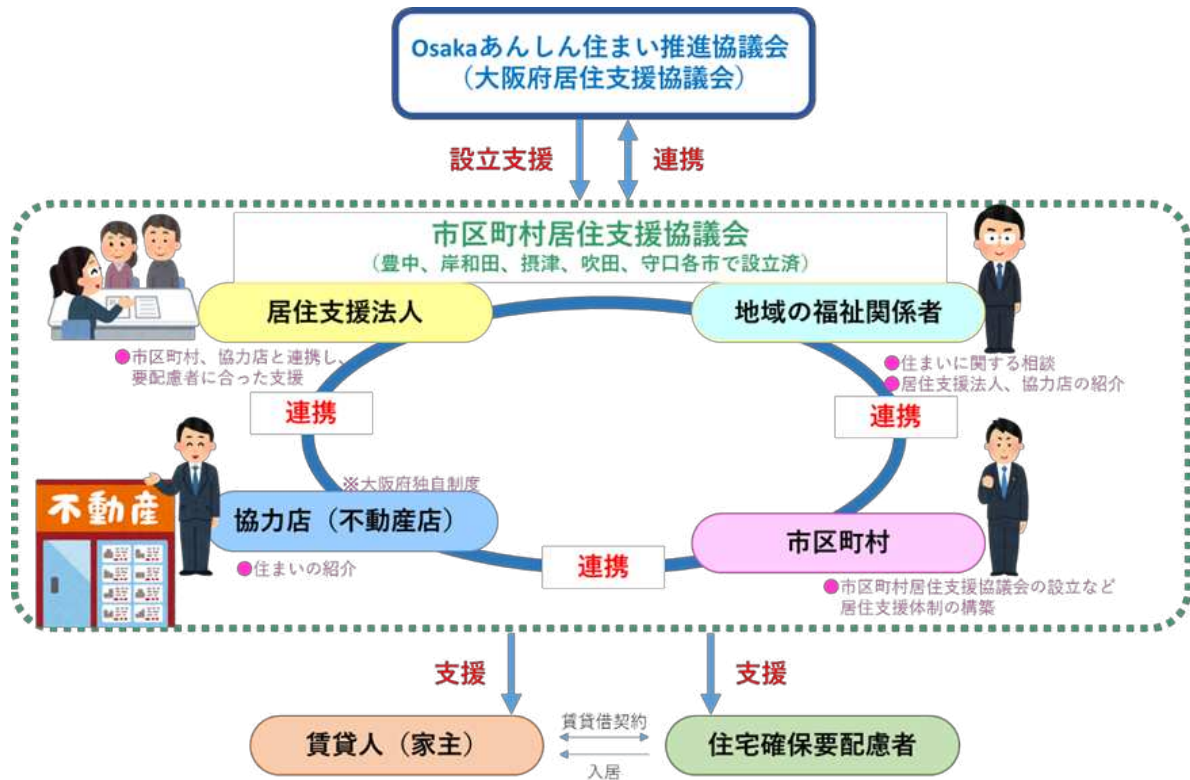 Osakaあんしん住まい推進協議会
（大阪府居住支援協議会）
設立支援
連携
市区町村居住支援協議会
（豊中、岸和田、摂津、吹田、守口各市で設立済）
居住支援法人
地域の福祉関係者
●市区町村、協力店と連携し、
要配慮者に合った支援
●住まいに関する相談
●居住支援法人、協力店の紹介
連携
連携
不動産
※大阪府独自制度
協力店（不動産店）
市区町村
●住まいの紹介
連携
●市区町村居住支援協議会の設立など
居住支援体制の構築
支援
支援
賃貸人（家主）
賃貸借契約
入居
住宅確保要配慮者